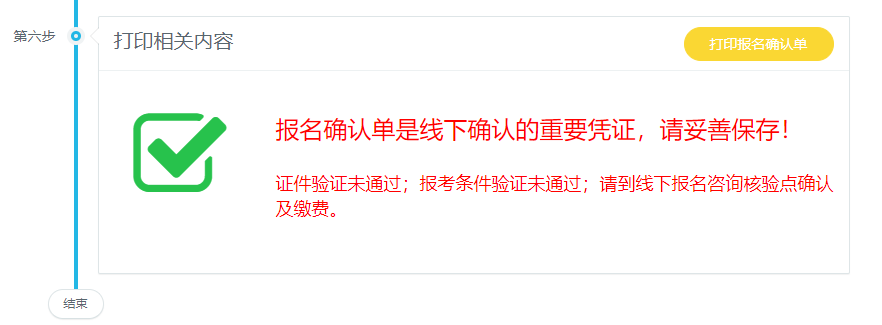 第六步
打印相关内容
打印报名确认单
报名确认单是线下确认的重要凭证，请妥善保存！
证件验证未通过；报考条件验证未通过；请到线下报名咨询核验点确认
及缴费。
结束